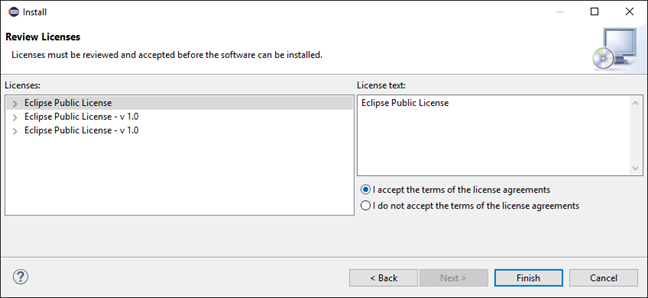 Install
Review Licenses
Licenses must be reviewed and accepted before the software can be installed.
Licenses:
Eclipse Public License
Eclipse Public License - v 1.0
Eclipse Public License - v 1.0
License text:
Eclipse Public License
I accept the terms of the license agreements
I do not accept the terms of the license agreements
?
< Back
Next >
Finish
Cancel